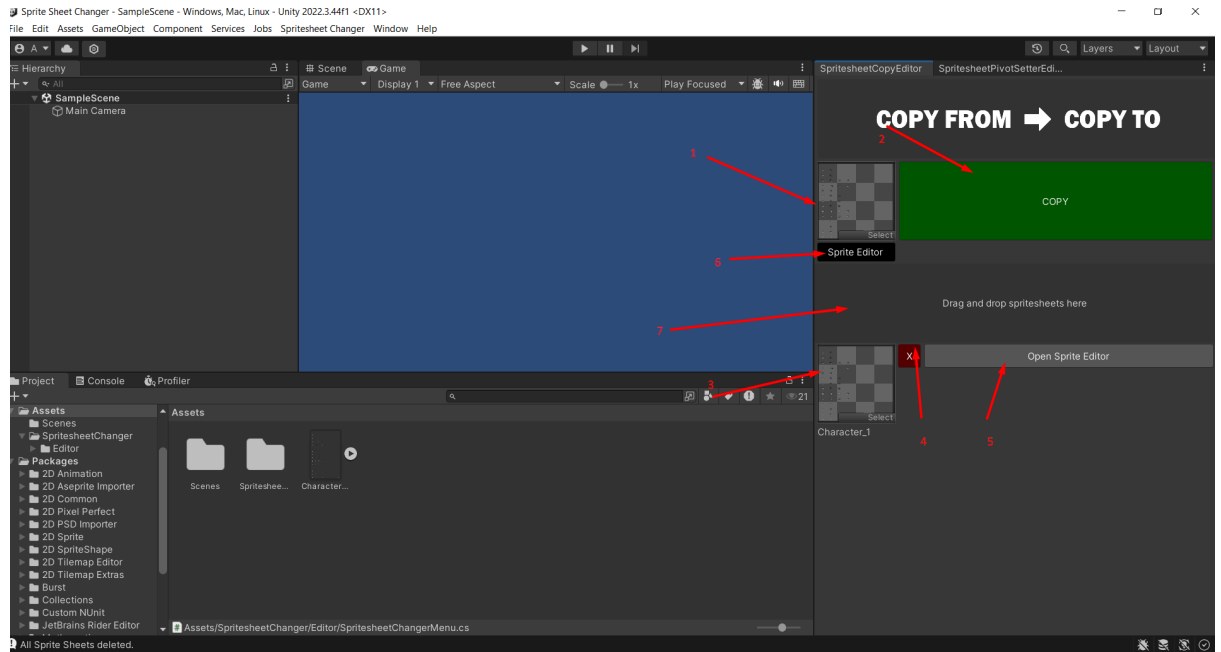 Sprite Sheet Changer - SampleScene - Windows, Mac, Linux - Unity 2022.3.44f1 <DX11>
File Edit Assets GameObject Component Services Jobs Spritesheet Changer Window Help
A Layers Layout
Hierarchy
All
SampleScene
Main Camera
Scene Game
Game Display 1 Free Aspect Scale 1x Play Focused
SpritesheetCopyEditor SpritesheetPivotSetterEdi...
COPY FROM COPY TO
2
1
Select
COPY
Sprite Editor
6
Drag and drop spritesheets here
7
3
X Open Sprite Editor
Select
Character_1
4 5
Project Console Profiler
21
Assets
Scenes
SpritesheetChanger
Editor
Packages
2D Animation
2D Aseprite Importer
2D Common
2D Pixel Perfect
2D PSD Importer
2D Sprite
2D SpriteShape
2D Tilemap Editor
2D Tilemap Extras
Burst
Collections
Custom NUnit
JetBrains Rider Editor
Assets
Scenes Spriteshee... Character...
Assets/SpritesheetChanger/Editor/SpritesheetChangerMenu.cs
All Sprite Sheets deleted.